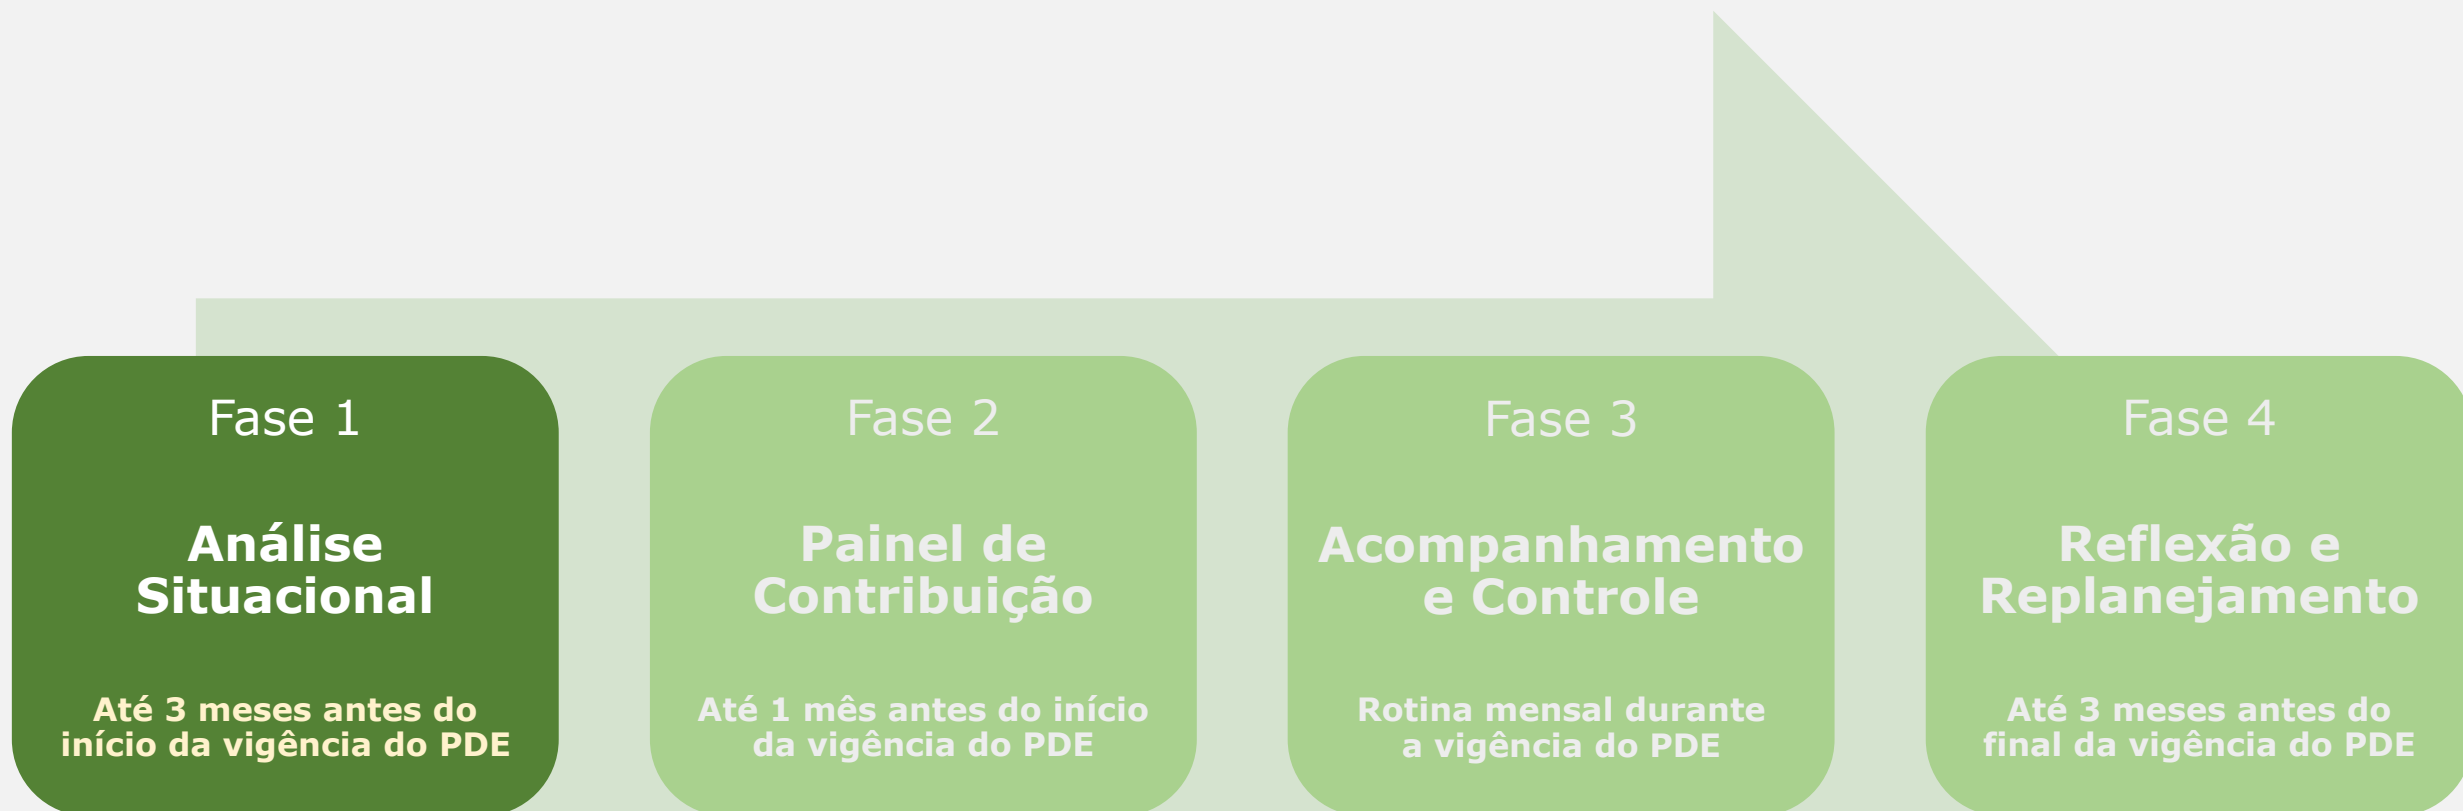 Fase 1
Análise
Situacional
Até 3 meses antes do
início da vigência do PDE
Fase 2
Painel de
Contribuição
Até 1 mês antes do início
da vigência do PDE
Fase 3
Acompanhamento
e Controle
Rotina mensal durante
a vigência do PDE
Fase 4
Reflexão e
Replanejamento
Até 3 meses antes do
final da vigência do PDE